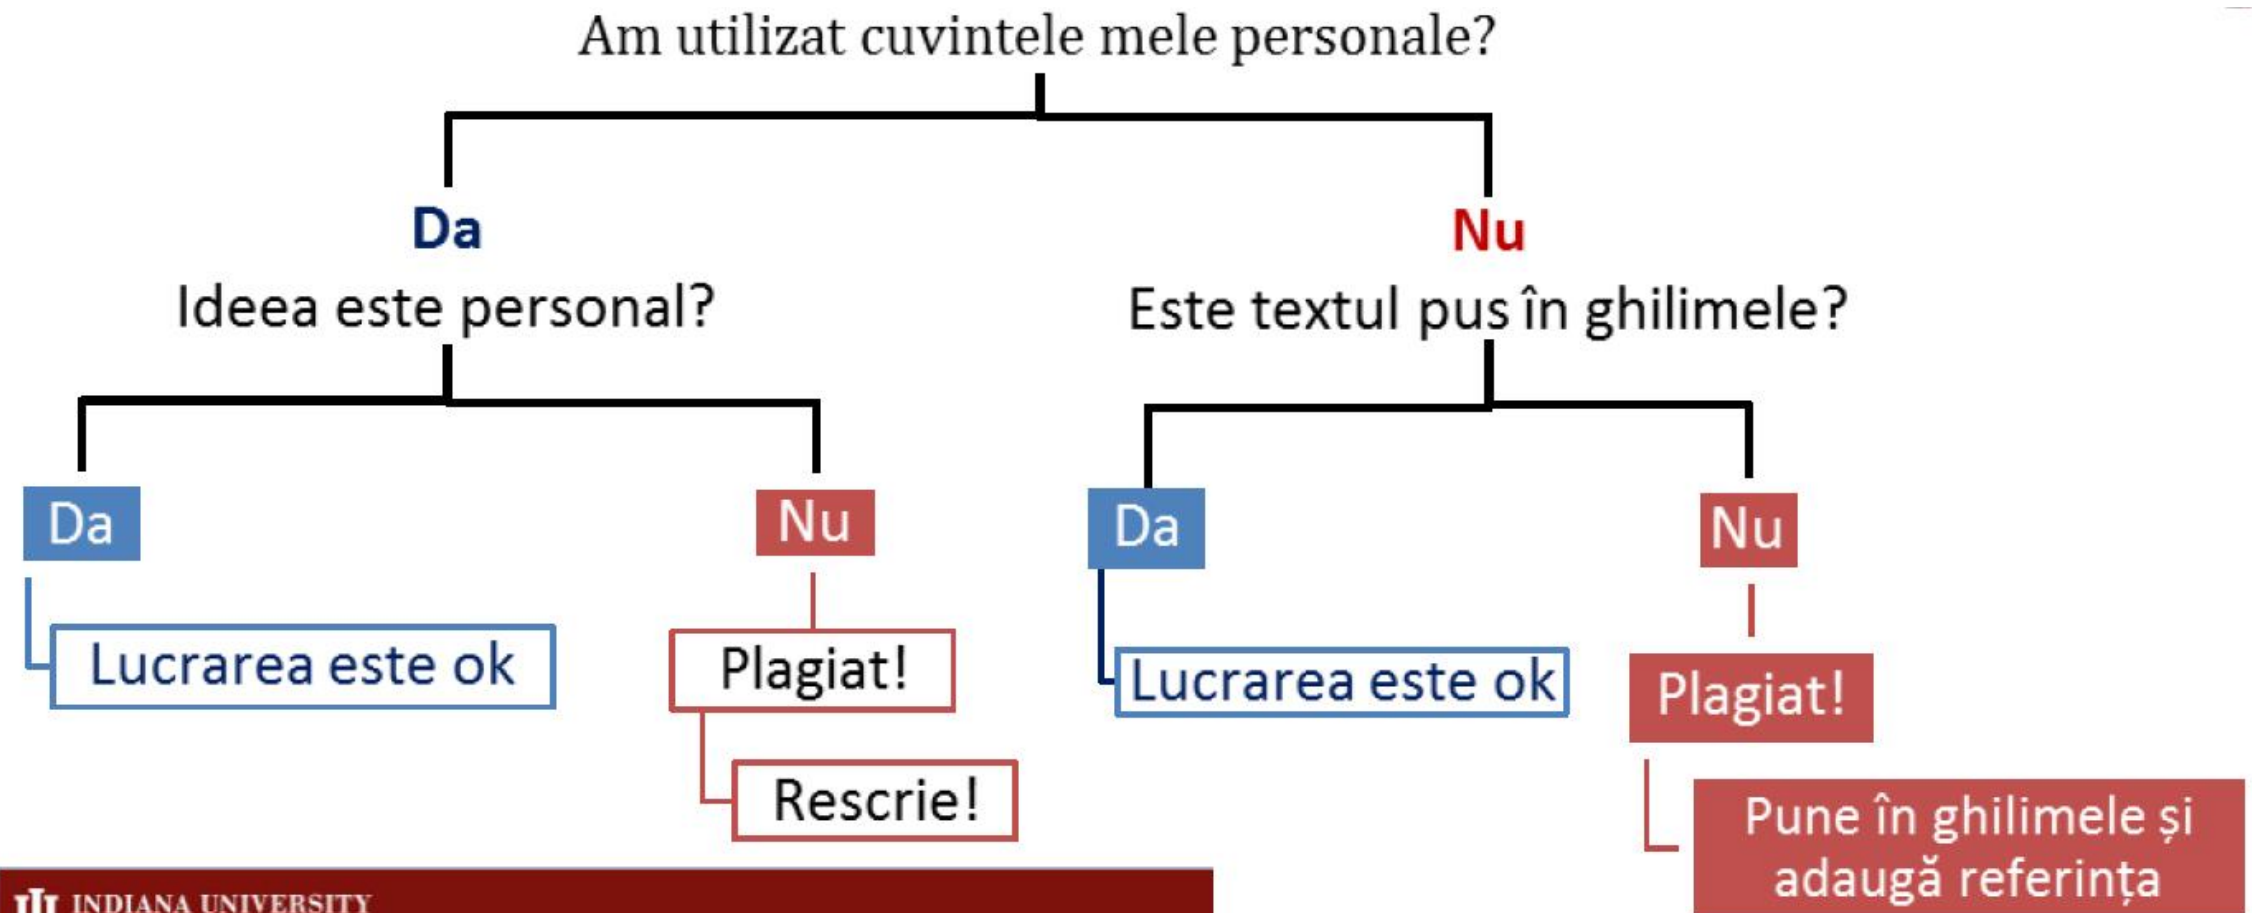 Am utilizat cuvintele mele personale?
Da
Nu
Ideea este personal?
Este textul pus în ghilimele?
Da
Nu
Da
Nu
Lucrarea este ok
Plagiat!
Lucrarea este ok
Plagiat!
Rescrie!
Pune în ghilimele și
adaugă referința
INDIANA UNIVERSITY